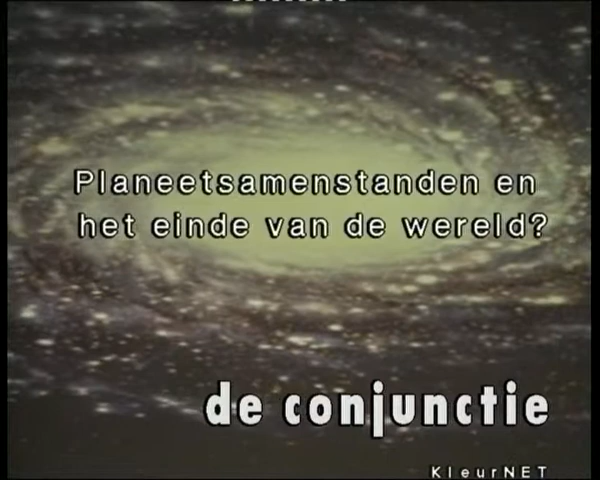 Planeetsamenstanden en
het einde van de wereld?
de conjunctie
KleurNET